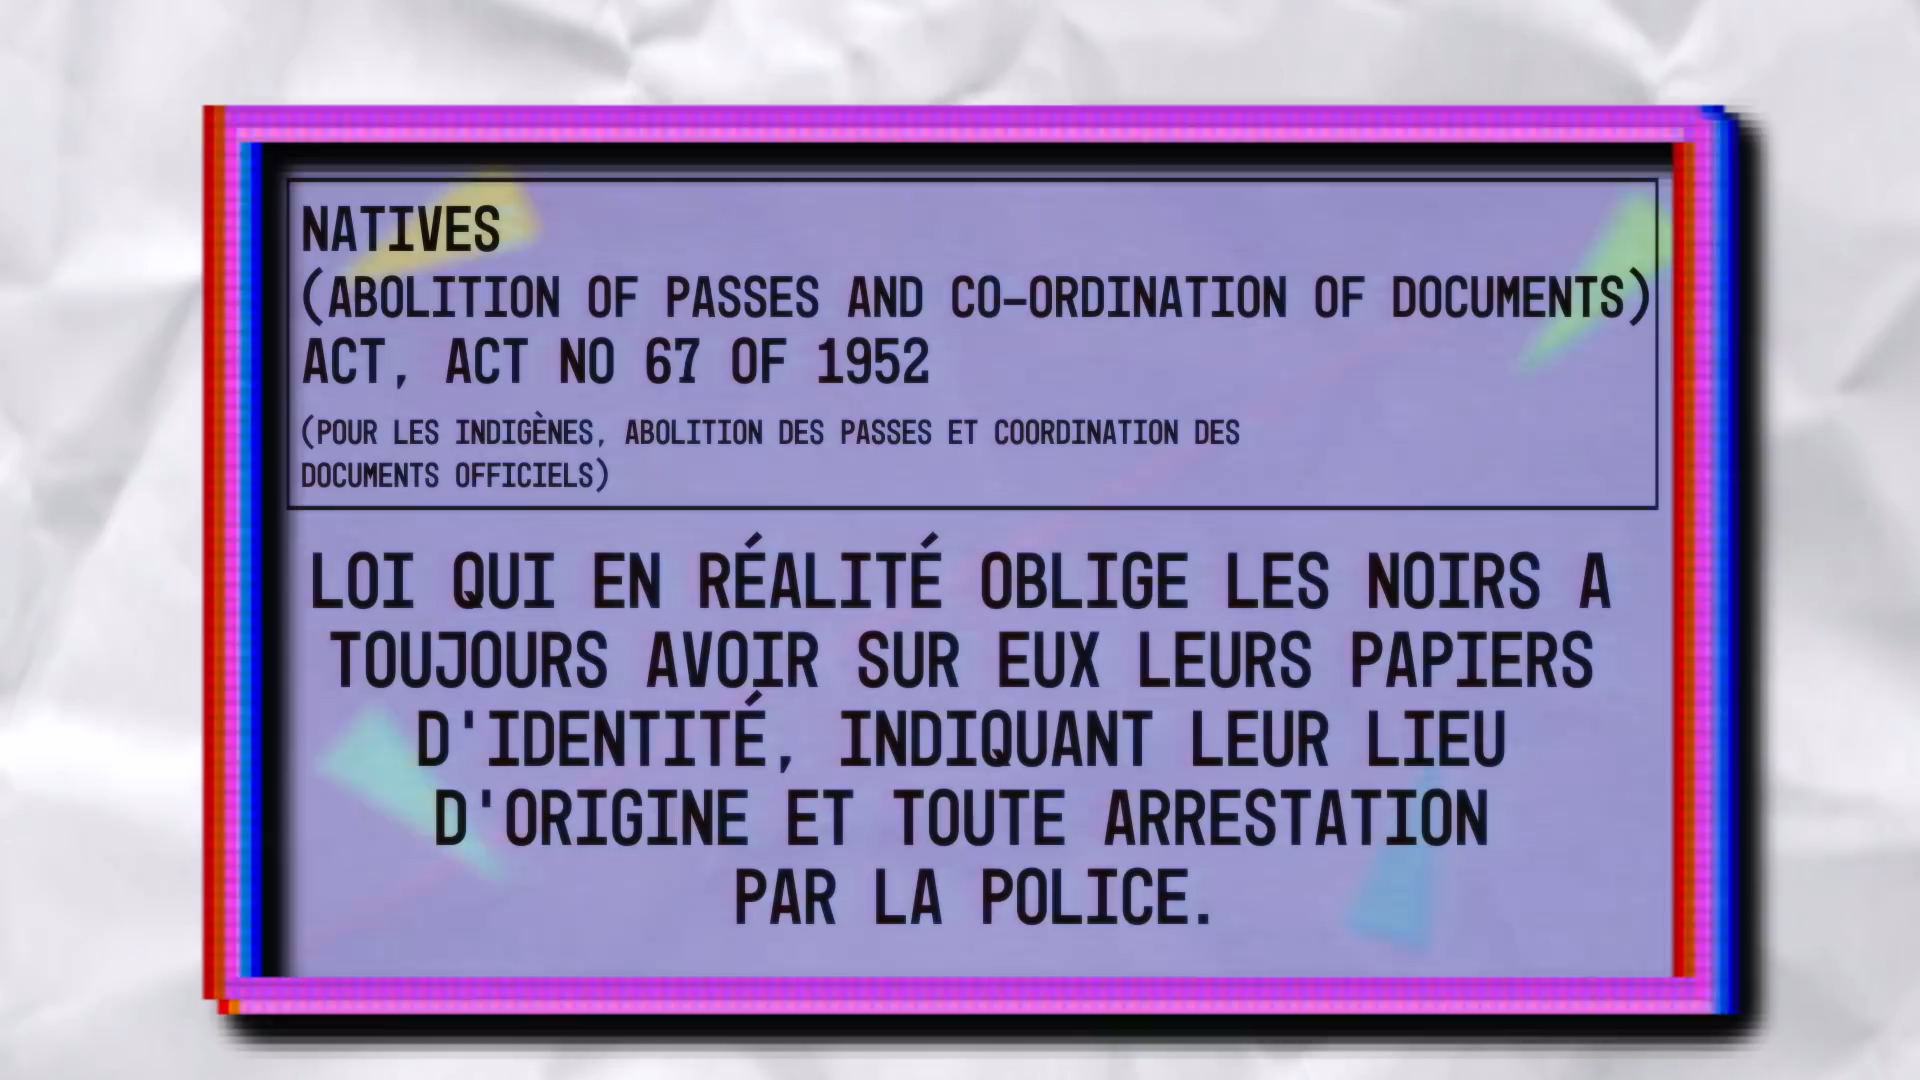 NATIVES
(ABOLITION OF PASSES AND CO-ORDINATION OF DOCUMENTS)
ACT, ACT NO 67 OF 1952
(POUR LES INDIGÈNES, ABOLITION DES PASSES ET COORDINATION DES
DOCUMENTS OFFICIELS)
LOI QUI EN RÉALITÉ OBLIGE LES NOIRS A
TOUJOURS AVOIR SUR EUX LEURS PAPIERS
D'IDENTITÉ, INDIQUANT LEUR LIEU
D'ORIGINE ET TOUTE ARRESTATION
PAR LA POLICE.